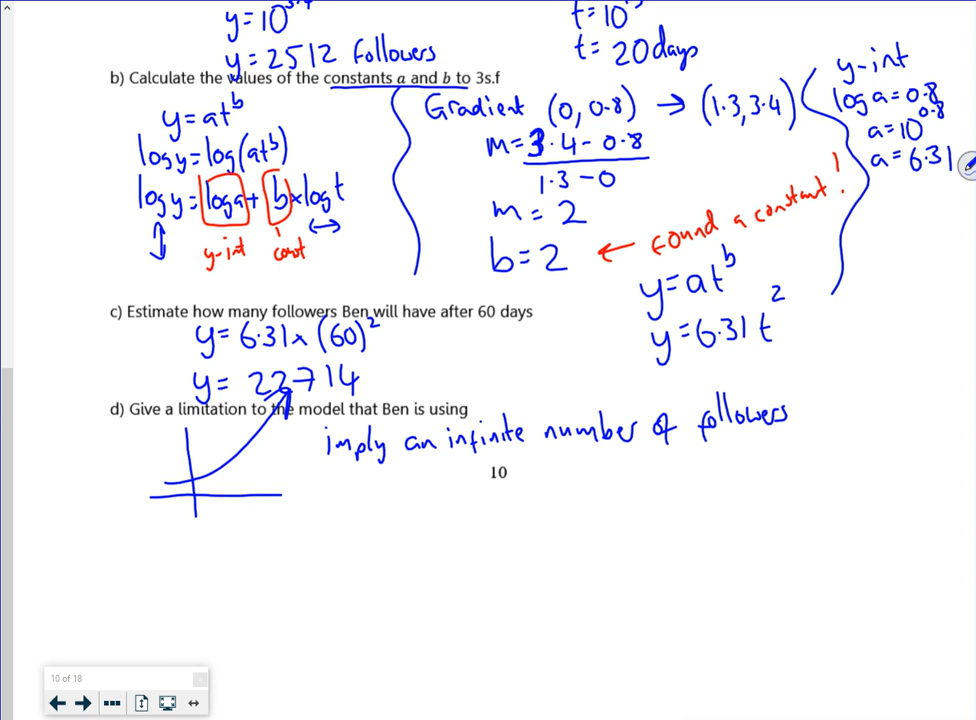 y = 10^3.4
y = 2512 followers
t = 10
t = 20 days
b) Calculate the values of the constants a and b to 3s.f
y = at^b
log y = log(at^b)
log y = log a + b × log t
y-int
const
Gradient (0, 0.8) → (1.3, 3.4)
m = 3.4 - 0.8
1.3 - 0
m = 2
b = 2 ← found a constant!
y = at^b
y = 6.31 t^2
y-int
log a = 0.8
a = 10^0.8
a = 6.31
c) Estimate how many followers Ben will have after 60 days
y = 6.31 × (60)^2
y = 22714
d) Give a limitation to the model that Ben is using
imply an infinite number of followers
10
10 of 18